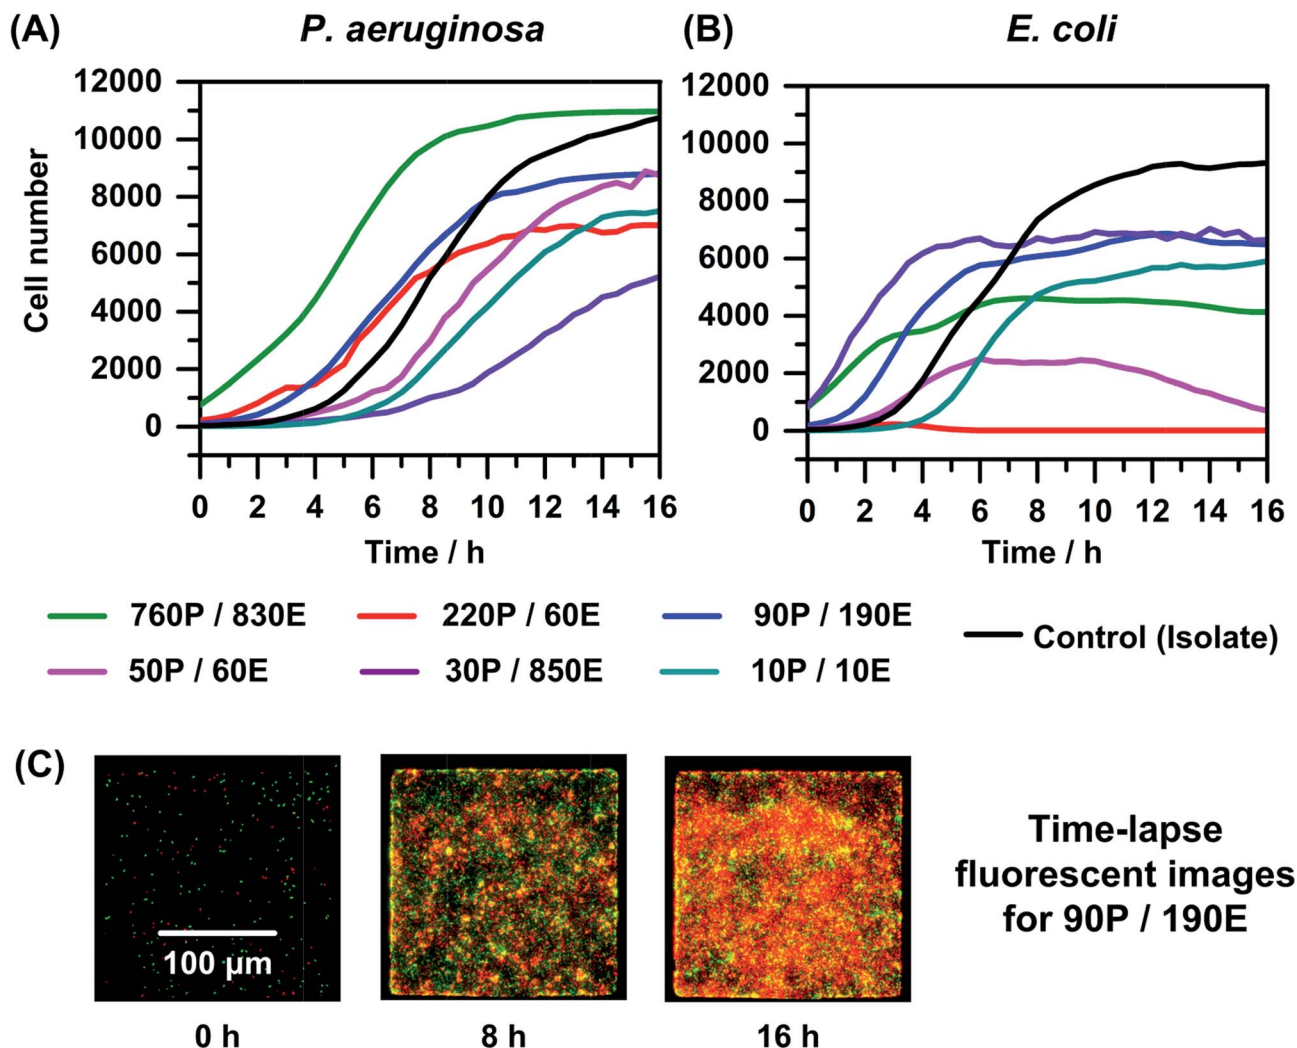 (A)
P. aeruginosa
(B)
E. coli
12000
10000
8000
6000
4000
2000
0
Cell number
0 2 4 6 8 10 12 14 16
Time / h
12000
10000
8000
6000
4000
2000
0
0 2 4 6 8 10 12 14 16
Time / h
760P / 830E
220P / 60E
90P / 190E
Control (Isolate)
50P / 60E
30P / 850E
10P / 10E
(C)
100 µm
0 h
8 h
16 h
Time-lapse
fluorescent images
for 90P / 190E